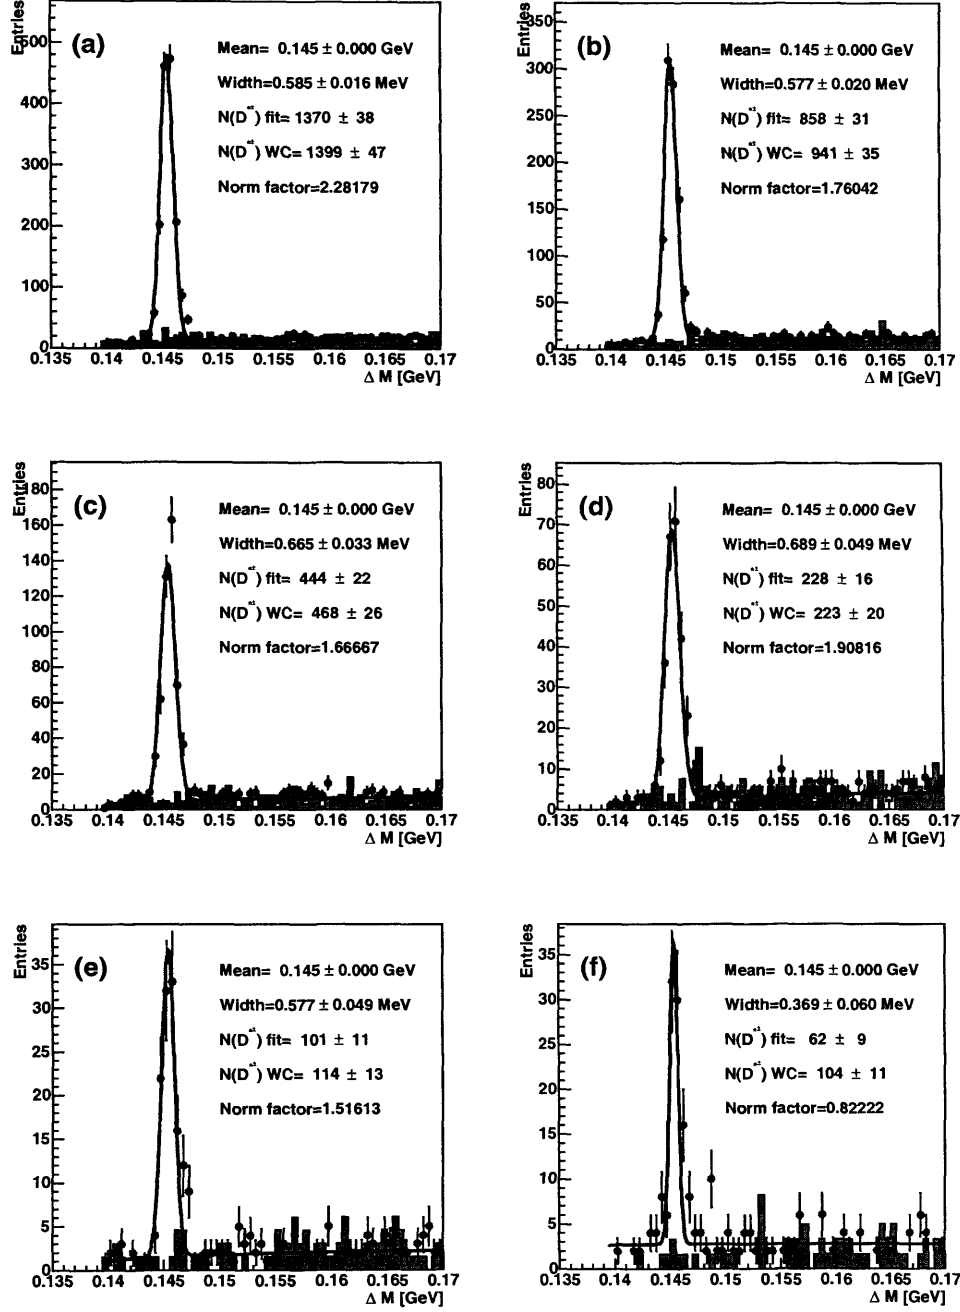 Entries
(a)
Mean= 0.145 ± 0.000 GeV
Width=0.585 ± 0.016 MeV
N(D*±) fit= 1370 ± 38
N(D*±) WC= 1399 ± 47
Norm factor=2.28179
500
400
300
200
100
0
0.135 0.14 0.145 0.15 0.155 0.16 0.165 0.17
Δ M [GeV]
Entries
(b)
Mean= 0.145 ± 0.000 GeV
Width=0.577 ± 0.020 MeV
N(D*±) fit= 858 ± 31
N(D*±) WC= 941 ± 35
Norm factor=1.76042
350
300
250
200
150
100
50
0
0.135 0.14 0.145 0.15 0.155 0.16 0.165 0.17
Δ M [GeV]
Entries
(c)
Mean= 0.145 ± 0.000 GeV
Width=0.665 ± 0.033 MeV
N(D*±) fit= 444 ± 22
N(D*±) WC= 468 ± 26
Norm factor=1.66667
180
160
140
120
100
80
60
40
20
0
0.135 0.14 0.145 0.15 0.155 0.16 0.165 0.17
Δ M [GeV]
Entries
(d)
Mean= 0.145 ± 0.000 GeV
Width=0.689 ± 0.049 MeV
N(D*±) fit= 228 ± 16
N(D*±) WC= 223 ± 20
Norm factor=1.90816
80
70
60
50
40
30
20
10
0
0.135 0.14 0.145 0.15 0.155 0.16 0.165 0.17
Δ M [GeV]
Entries
(e)
Mean= 0.145 ± 0.000 GeV
Width=0.577 ± 0.049 MeV
N(D*±) fit= 101 ± 11
N(D*±) WC= 114 ± 13
Norm factor=1.51613
35
30
25
20
15
10
5
0
0.135 0.14 0.145 0.15 0.155 0.16 0.165 0.17
Δ M [GeV]
Entries
(f)
Mean= 0.145 ± 0.000 GeV
Width=0.369 ± 0.060 MeV
N(D*±) fit= 62 ± 9
N(D*±) WC= 104 ± 11
Norm factor=0.82222
35
30
25
20
15
10
5
0
0.135 0.14 0.145 0.15 0.155 0.16 0.165 0.17
Δ M [GeV]